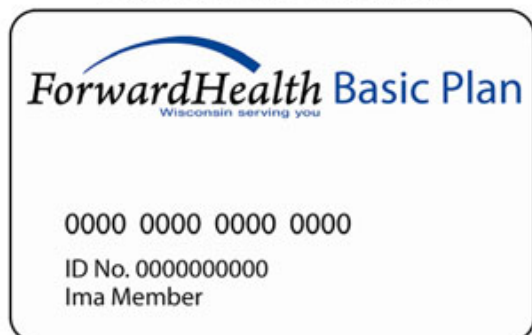 ForwardHealth Basic Plan
Wisconsin serving you
0000 0000 0000 0000
ID No. 0000000000
Ima Member